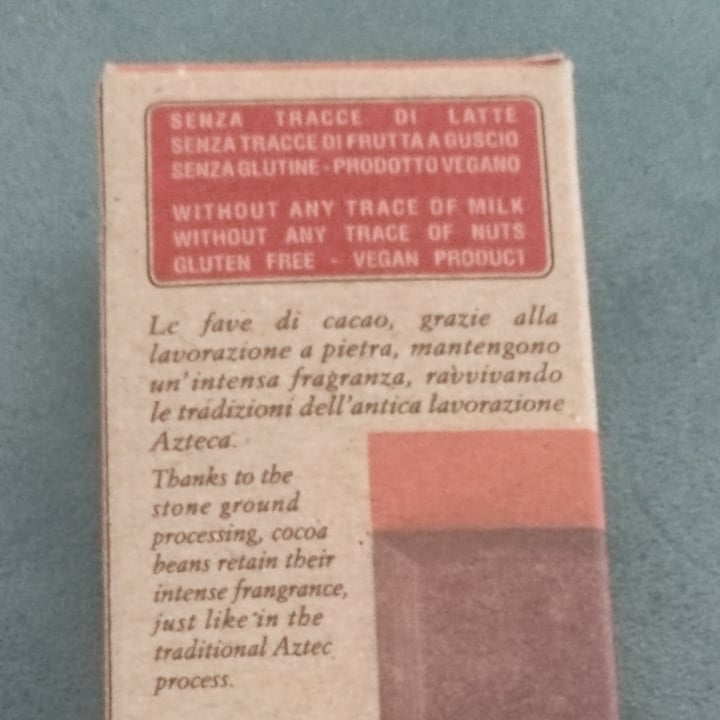 SENZA TRACCE DI LATTE
SENZA TRACCE DI FRUTTA A GUSCIO
SENZA GLUTINE - PRODOTTO VEGANO
WITHOUT ANY TRACE OF MILK
WITHOUT ANY TRACE OF NUTS
GLUTEN FREE - VEGAN PRODUCT
Le fave di cacao, grazie alla
lavorazione a pietra, mantengono
un'intensa fragranza, ravvivando
le tradizioni dell'antica lavorazione
Azteca.
Thanks to the
stone ground
processing, cocoa
beans retain their
intense frangrance,
just like in the
traditional Aztec
process.